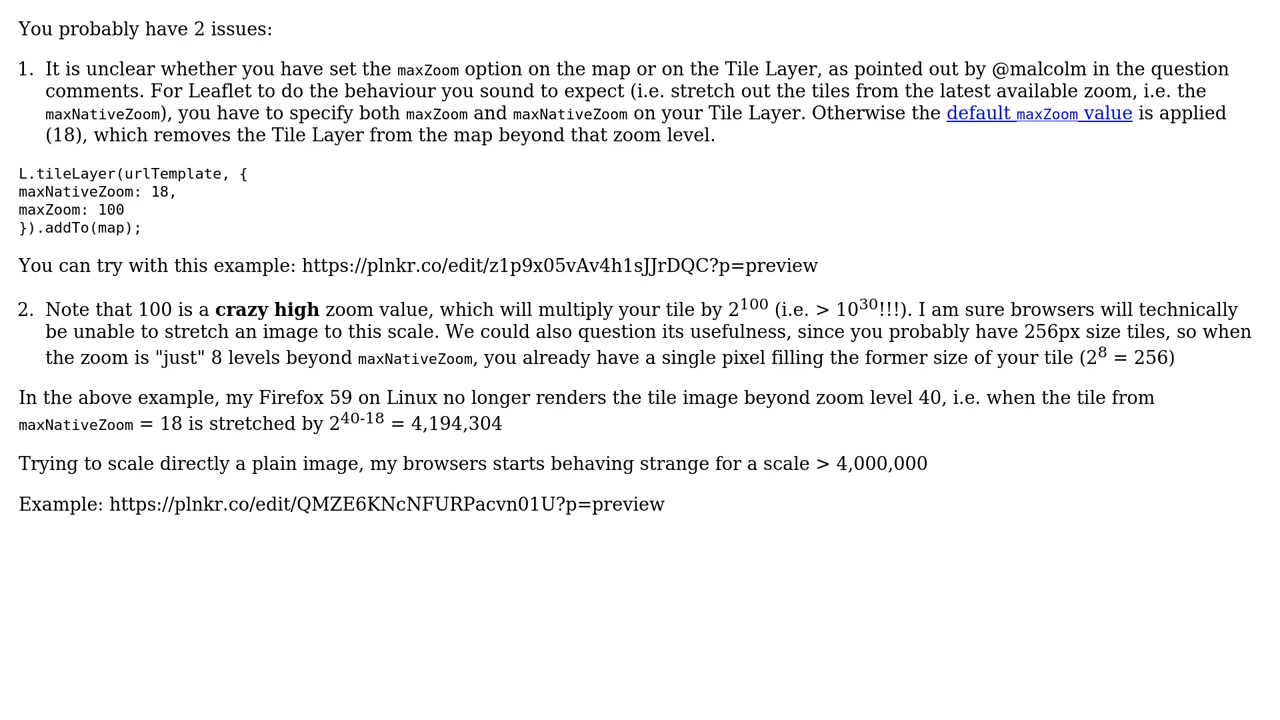 You probably have 2 issues:
1. It is unclear whether you have set the maxZoom option on the map or on the Tile Layer, as pointed out by @malcolm in the question
comments. For Leaflet to do the behaviour you sound to expect (i.e. stretch out the tiles from the latest available zoom, i.e. the
maxNativeZoom), you have to specify both maxZoom and maxNativeZoom on your Tile Layer. Otherwise the default maxZoom value is applied
(18), which removes the Tile Layer from the map beyond that zoom level.
L.tileLayer(urlTemplate, {
maxNativeZoom: 18,
maxZoom: 100
}).addTo(map);
You can try with this example: https://plnkr.co/edit/z1p9x05vAv4h1sJJrDQC?p=preview
2. Note that 100 is a crazy high zoom value, which will multiply your tile by 2^100 (i.e. > 10^30!!!). I am sure browsers will technically
be unable to stretch an image to this scale. We could also question its usefulness, since you probably have 256px size tiles, so when
the zoom is "just" 8 levels beyond maxNativeZoom, you already have a single pixel filling the former size of your tile (2^8 = 256)
In the above example, my Firefox 59 on Linux no longer renders the tile image beyond zoom level 40, i.e. when the tile from
maxNativeZoom = 18 is stretched by 2^40-18 = 4,194,304
Trying to scale directly a plain image, my browsers starts behaving strange for a scale > 4,000,000
Example: https://plnkr.co/edit/QMZE6KNcNFURPacvn01U?p=preview